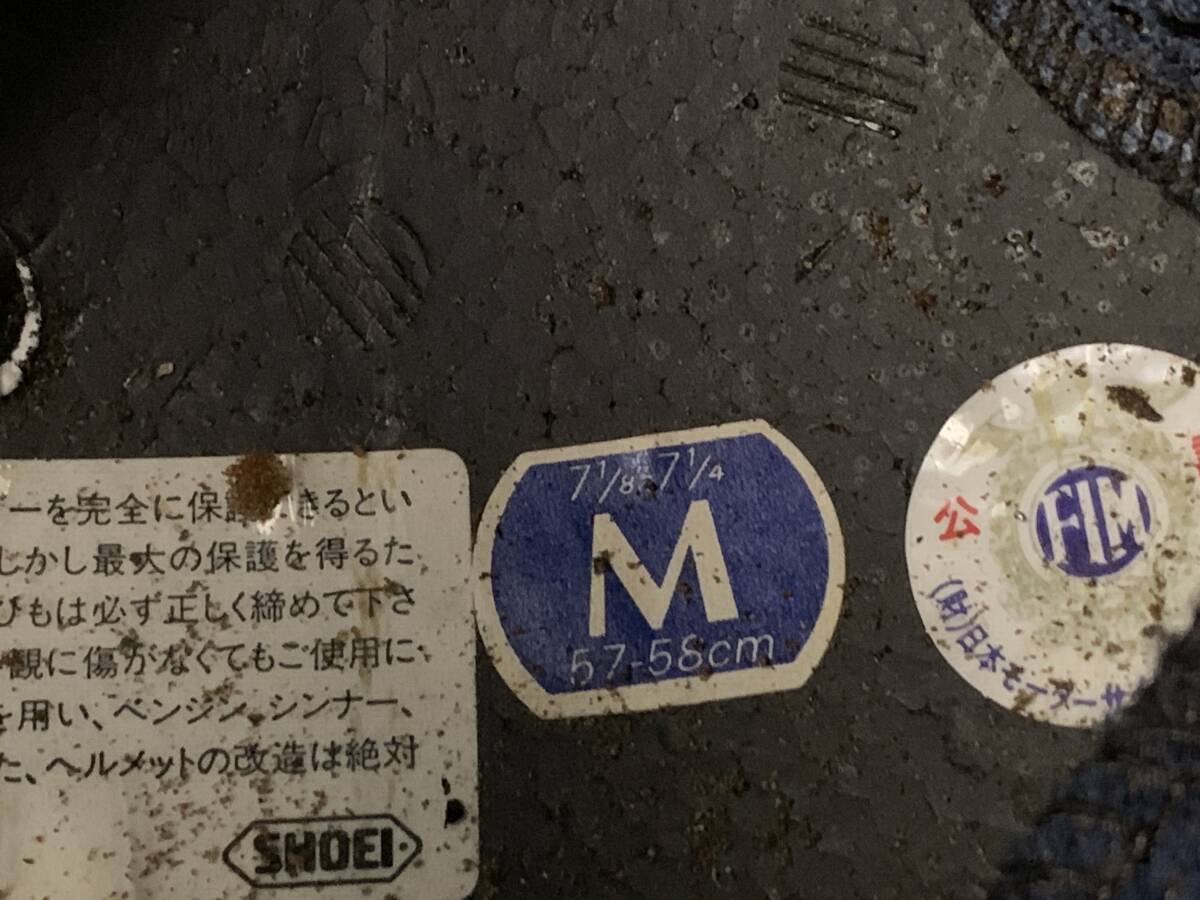 ーを完全に保護できるとい
しかし最大の保護を得るた
ひもは必ず正しく締めて下さ
観に傷がなくてもご使用に
を用い、ベンジン、シンナー、
た、ヘルメットの改造は絶対
SHOEI
7 1/8-7 1/4
M
57-58cm
公
FIM
(財)日本モーターサ